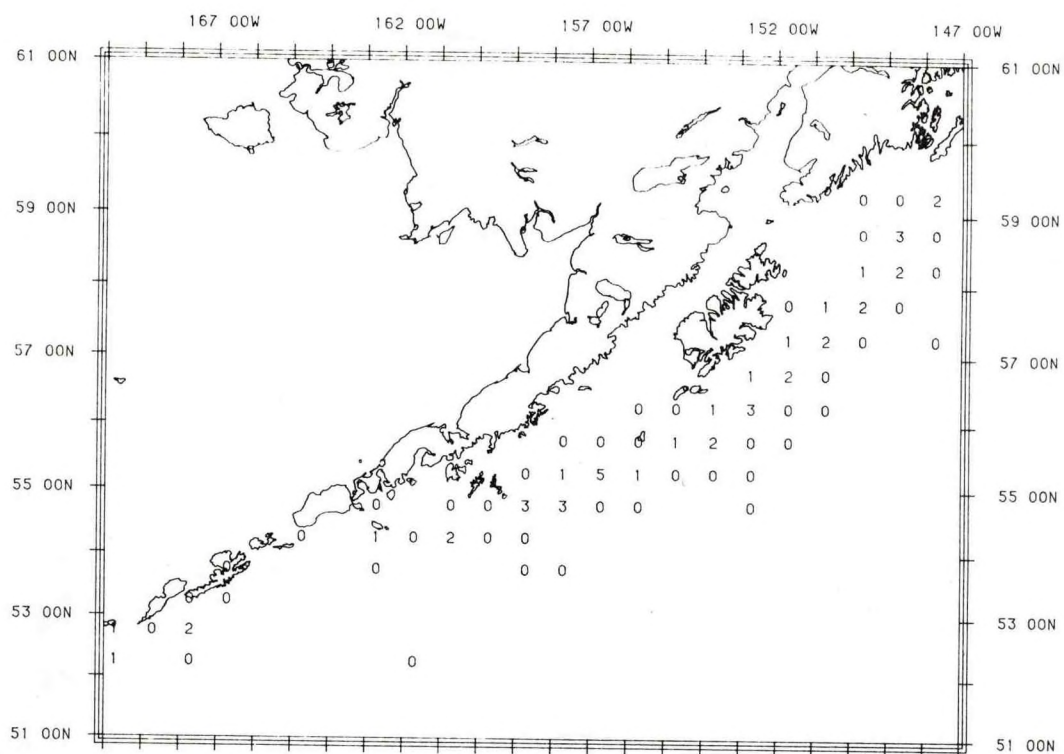 167 00W 162 00W 157 00W 152 00W 147 00W
61 00N 61 00N
0 0 2
59 00N 59 00N
0 3 0
1 2 0
0 1 2 0
57 00N 1 2 0 0 57 00N
1 2 0
0 0 1 3 0 0
0 0 0 1 2 0 0
55 00N 0 1 5 1 0 0 0 55 00N
0 0 0 3 3 0 0 0
0 1 0 2 0 0
0 0 0
53 00N 0 0 53 00N
1 0 2
1 0 0
51 00N 51 00N